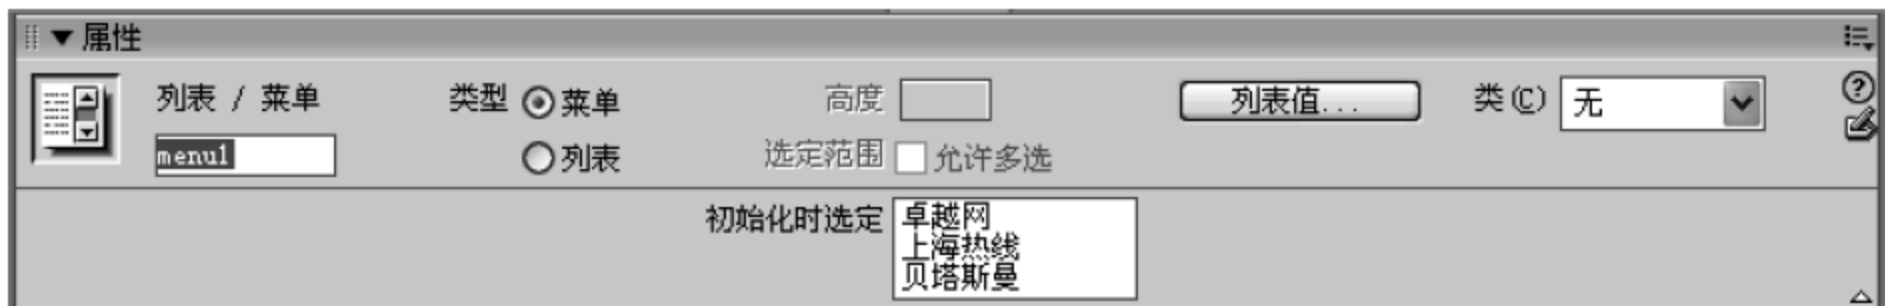 属性
列表 / 菜单 类型 菜单 高度 列表值... 类(C) 无
menu1 列表 选定范围 允许多选
初始化时选定 卓越网
上海热线
贝塔斯曼